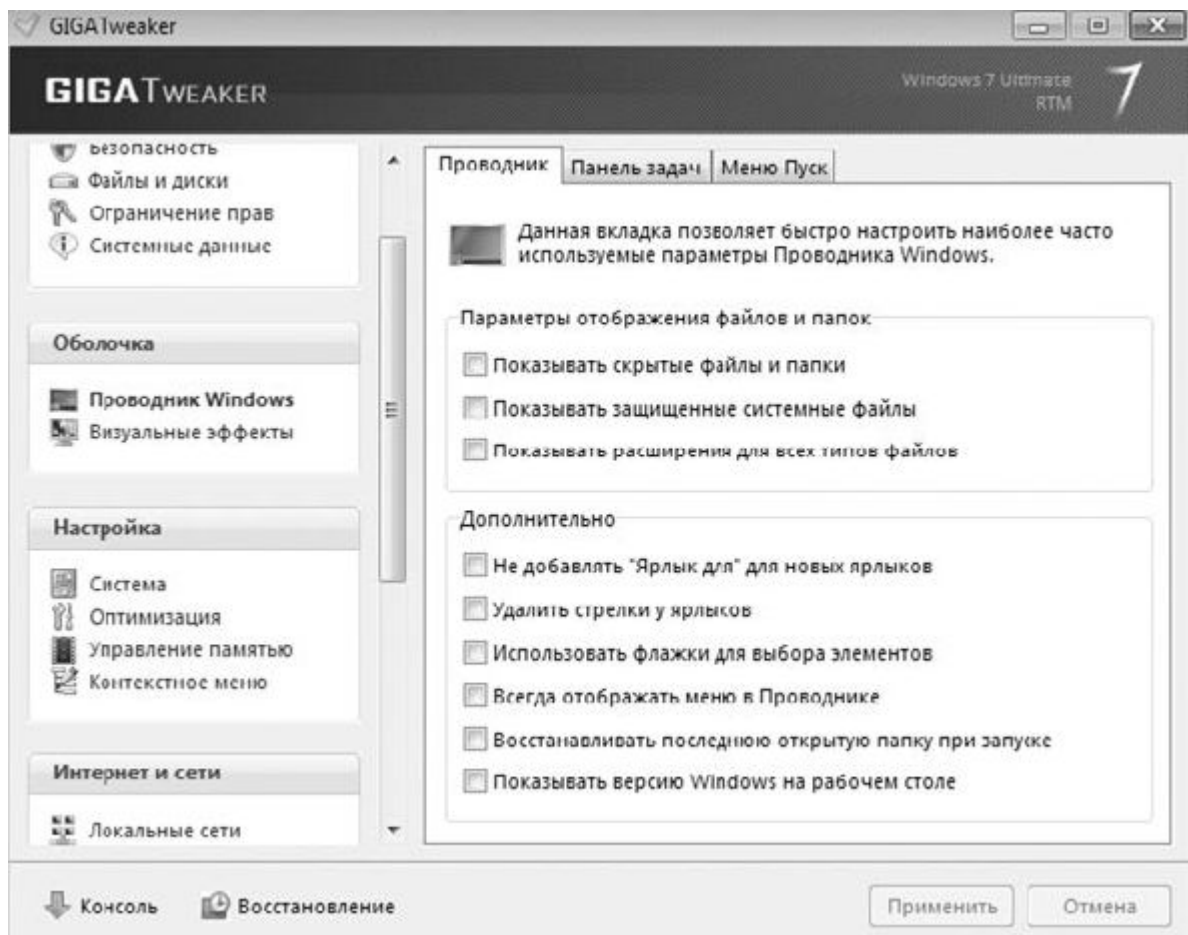 GIGATweaker
GIGATWEAKER
Windows 7 Ultimate
RTM
7
Безопасность
Файлы и диски
Ограничение прав
Системные данные
Оболочка
Проводник Windows
Визуальные эффекты
Настройка
Система
Оптимизация
Управление памятью
Контекстное меню
Интернет и сети
Локальные сети
Проводник
Панель задач
Меню Пуск
Данная вкладка позволяет быстро настроить наиболее часто
используемые параметры Проводника Windows.
Параметры отображения файлов и папок
Показывать скрытые файлы и папки
Показывать защищенные системные файлы
Показывать расширения для всех типов файлов
Дополнительно
Не добавлять "Ярлык для" для новых ярлыков
Удалить стрелки у ярлыков
Использовать флажки для выбора элементов
Всегда отображать меню в Проводнике
Восстанавливать последнюю открытую папку при запуске
Показывать версию Windows на рабочем столе
Консоль
Восстановление
Применить
Отмена